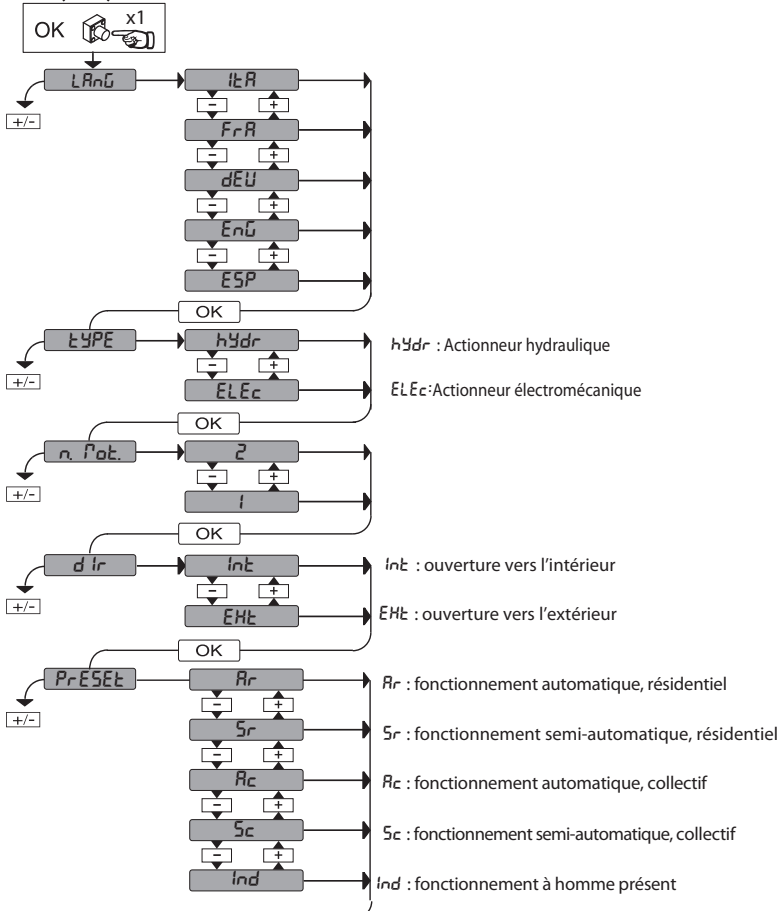 OK x1
LAnG ItA
+/-
- +
FrA
- +
dEU
- +
EnG
- +
ESP
OK
tYPE hYdr hYdr : Actionneur hydraulique
+/-
- +
ELEc ELEc:Actionneur électromécanique
OK
n. Mot. 2
+/-
- +
1
OK
dIr Int Int : ouverture vers l'intérieur
+/-
- +
EHt EHt : ouverture vers l'extérieur
OK
PrESEt Ar Ar : fonctionnement automatique, résidentiel
+/-
- +
Sr Sr : fonctionnement semi-automatique, résidentiel
- +
Ac Ac : fonctionnement automatique, collectif
- +
Sc Sc : fonctionnement semi-automatique, collectif
- +
Ind Ind : fonctionnement à homme présent